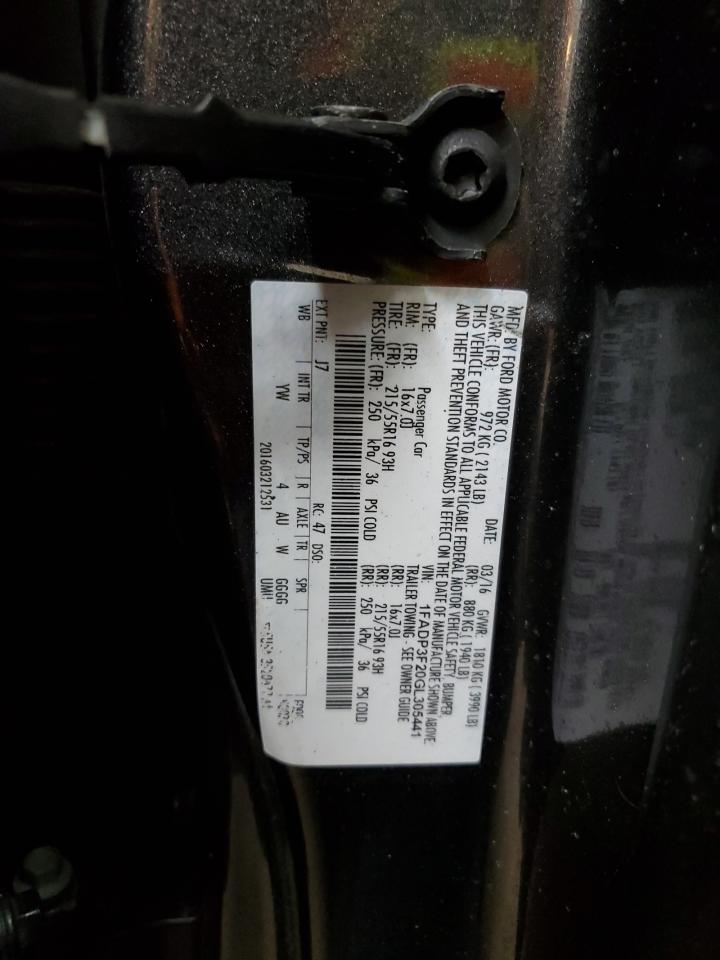 MFD. BY FORD MOTOR CO.
DATE: 03/16 GVWR: 1810 KG ( 3990 LB)
GAWR: (FR): 972 KG ( 2143 LB) (RR): 880 KG ( 1940 LB)
THIS VEHICLE CONFORMS TO ALL APPLICABLE FEDERAL MOTOR VEHICLE SAFETY, BUMPER,
AND THEFT PREVENTION STANDARDS IN EFFECT ON THE DATE OF MANUFACTURE SHOWN ABOVE.
VIN: 1FADP3F20GL305441
TYPE: Passenger Car TRAILER TOWING - SEE OWNER GUIDE
RIM: (FR): 16x7.0J (RR): 16x7.0J
TIRE: (FR): 215/55R16 93H (RR): 215/55R16 93H
PRESSURE: (FR): 250 kPa/ 36 PSI COLD (RR): 250 kPa/ 36 PSI COLD
EXT PNT: J7 RC: 47 DSO:
WB INT TR TP/PS R AXLE TR SPR
YW 4 AU W GGGG
201603212531 UMI: